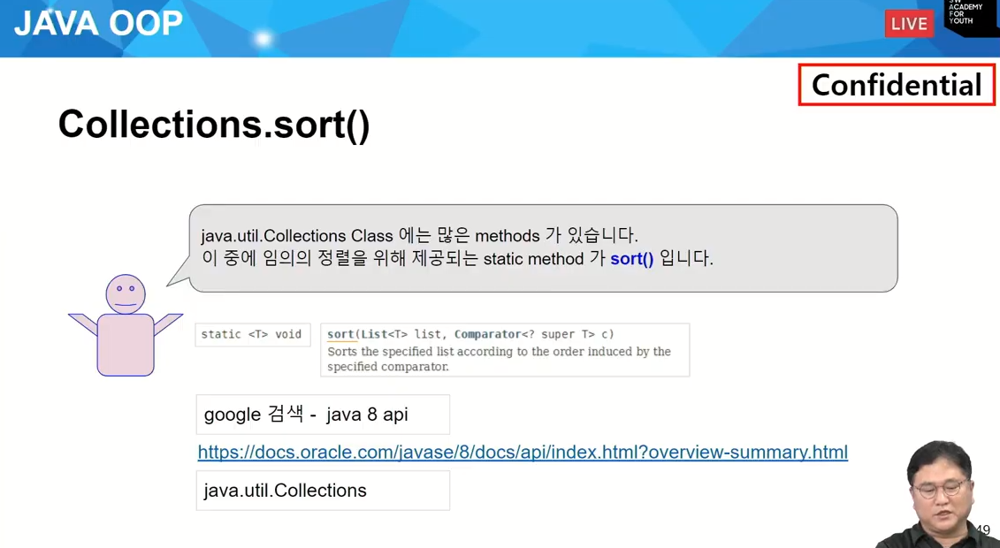 JAVA OOP
LIVE
ACADEMY
FOR
YOUTH
Confidential
Collections.sort()
java.util.Collections Class 에는 많은 methods 가 있습니다.
이 중에 임의의 정렬을 위해 제공되는 static method 가 sort() 입니다.
static <T> void
sort(List<T> list, Comparator<? super T> c)
Sorts the specified list according to the order induced by the
specified comparator.
google 검색 - java 8 api
https://docs.oracle.com/javase/8/docs/api/index.html?overview-summary.html
java.util.Collections
49